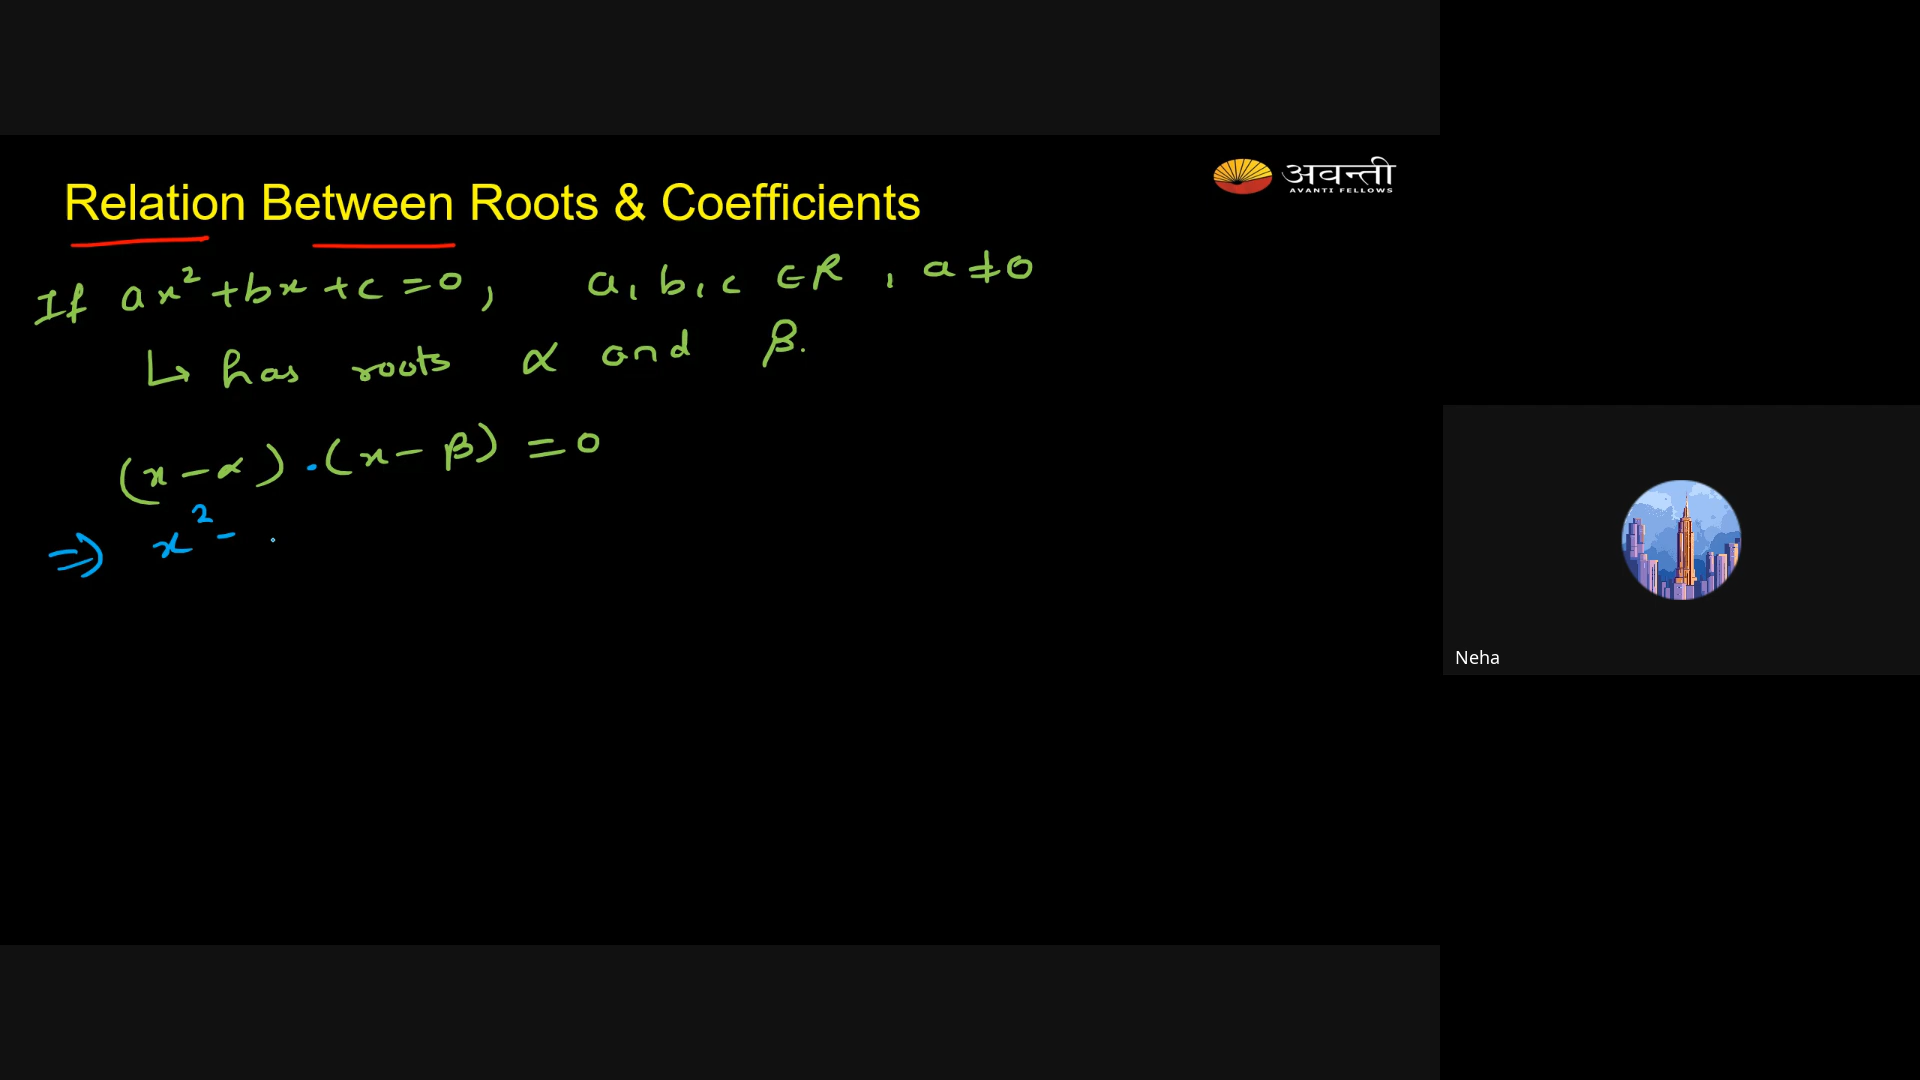 अवन्ती
AVANTI FELLOWS
Relation Between Roots & Coefficients
If ax²+bx+c=0, a, b, c ∈R, a≠0
↳ has roots α and β.
(x-α)·(x-β)=0
⇒ x²- .
Neha